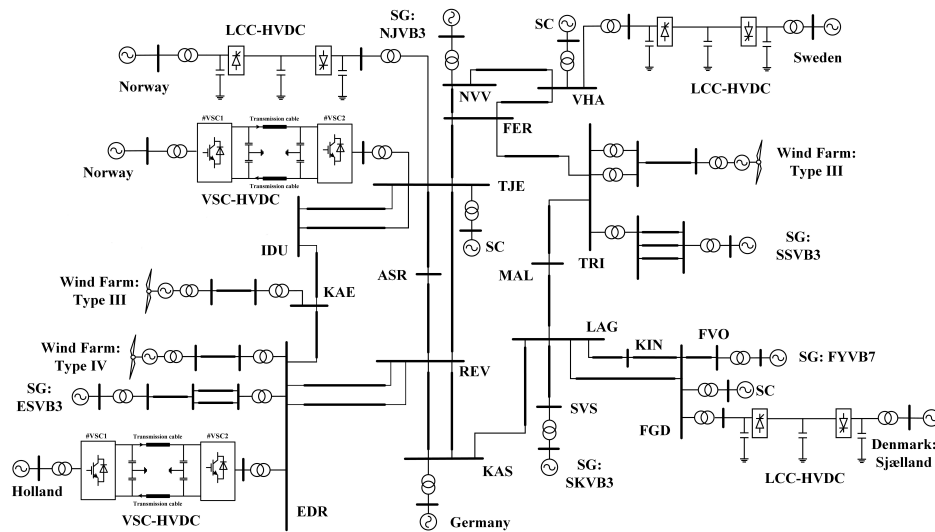 SG:
NJVB3
SC
LCC-HVDC
Norway
Sweden
LCC-HVDC
NVV
VHA
FER
#VSC1
Transmission cable
#VSC2
Transmission cable
Norway
VSC-HVDC
TJE
Wind Farm:
Type III
IDU
SC
TRI
SG:
SSVB3
ASR
MAL
Wind Farm:
Type III
KAE
LAG
KIN
FVO
Wind Farm:
Type IV
REV
SG: FYVB7
SG:
ESVB3
SC
SVS
FGD
#VSC1
Transmission cable
#VSC2
Transmission cable
Holland
VSC-HVDC
EDR
KAS
Germany
SG:
SKVB3
LCC-HVDC
Denmark:
Sjælland